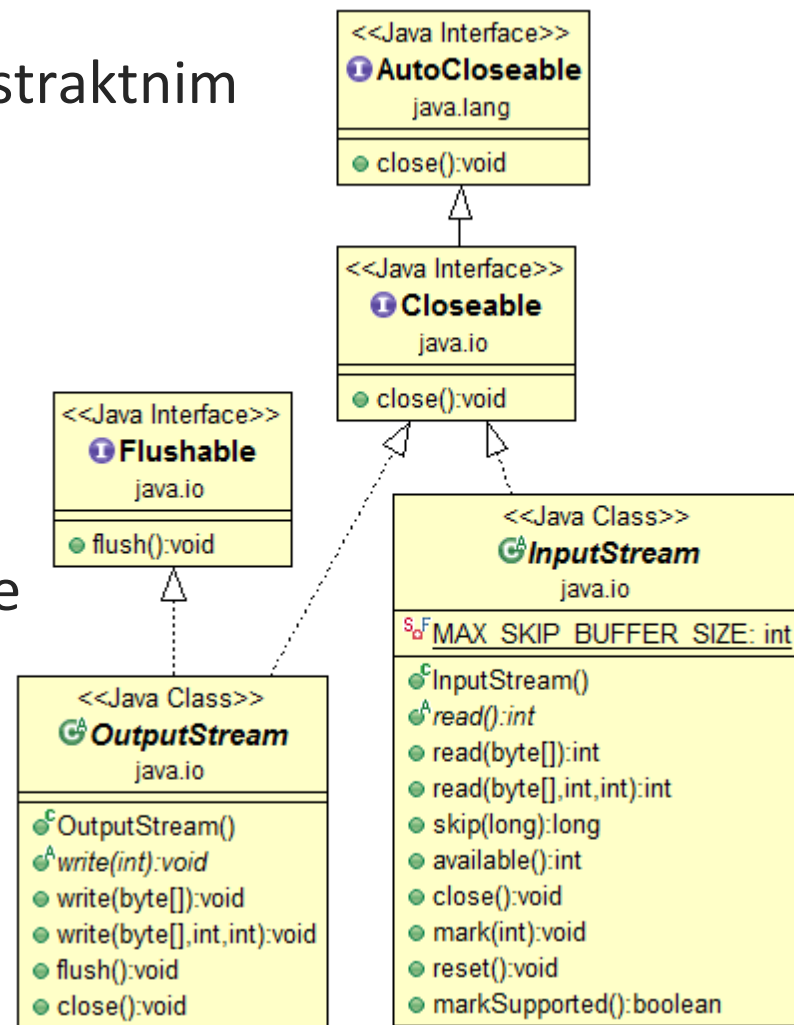 straktnim
<<Java Interface>>
AutoCloseable
java.lang
close():void
<<Java Interface>>
Closeable
java.io
close():void
<<Java Interface>>
Flushable
java.io
flush():void
e
<<Java Class>>
OutputStream
java.io
OutputStream()
write(int):void
write(byte[]):void
write(byte[],int,int):void
flush():void
close():void
<<Java Class>>
InputStream
java.io
MAX_SKIP_BUFFER_SIZE: int
InputStream()
read():int
read(byte[]):int
read(byte[],int,int):int
skip(long):long
available():int
close():void
mark(int):void
reset():void
markSupported():boolean